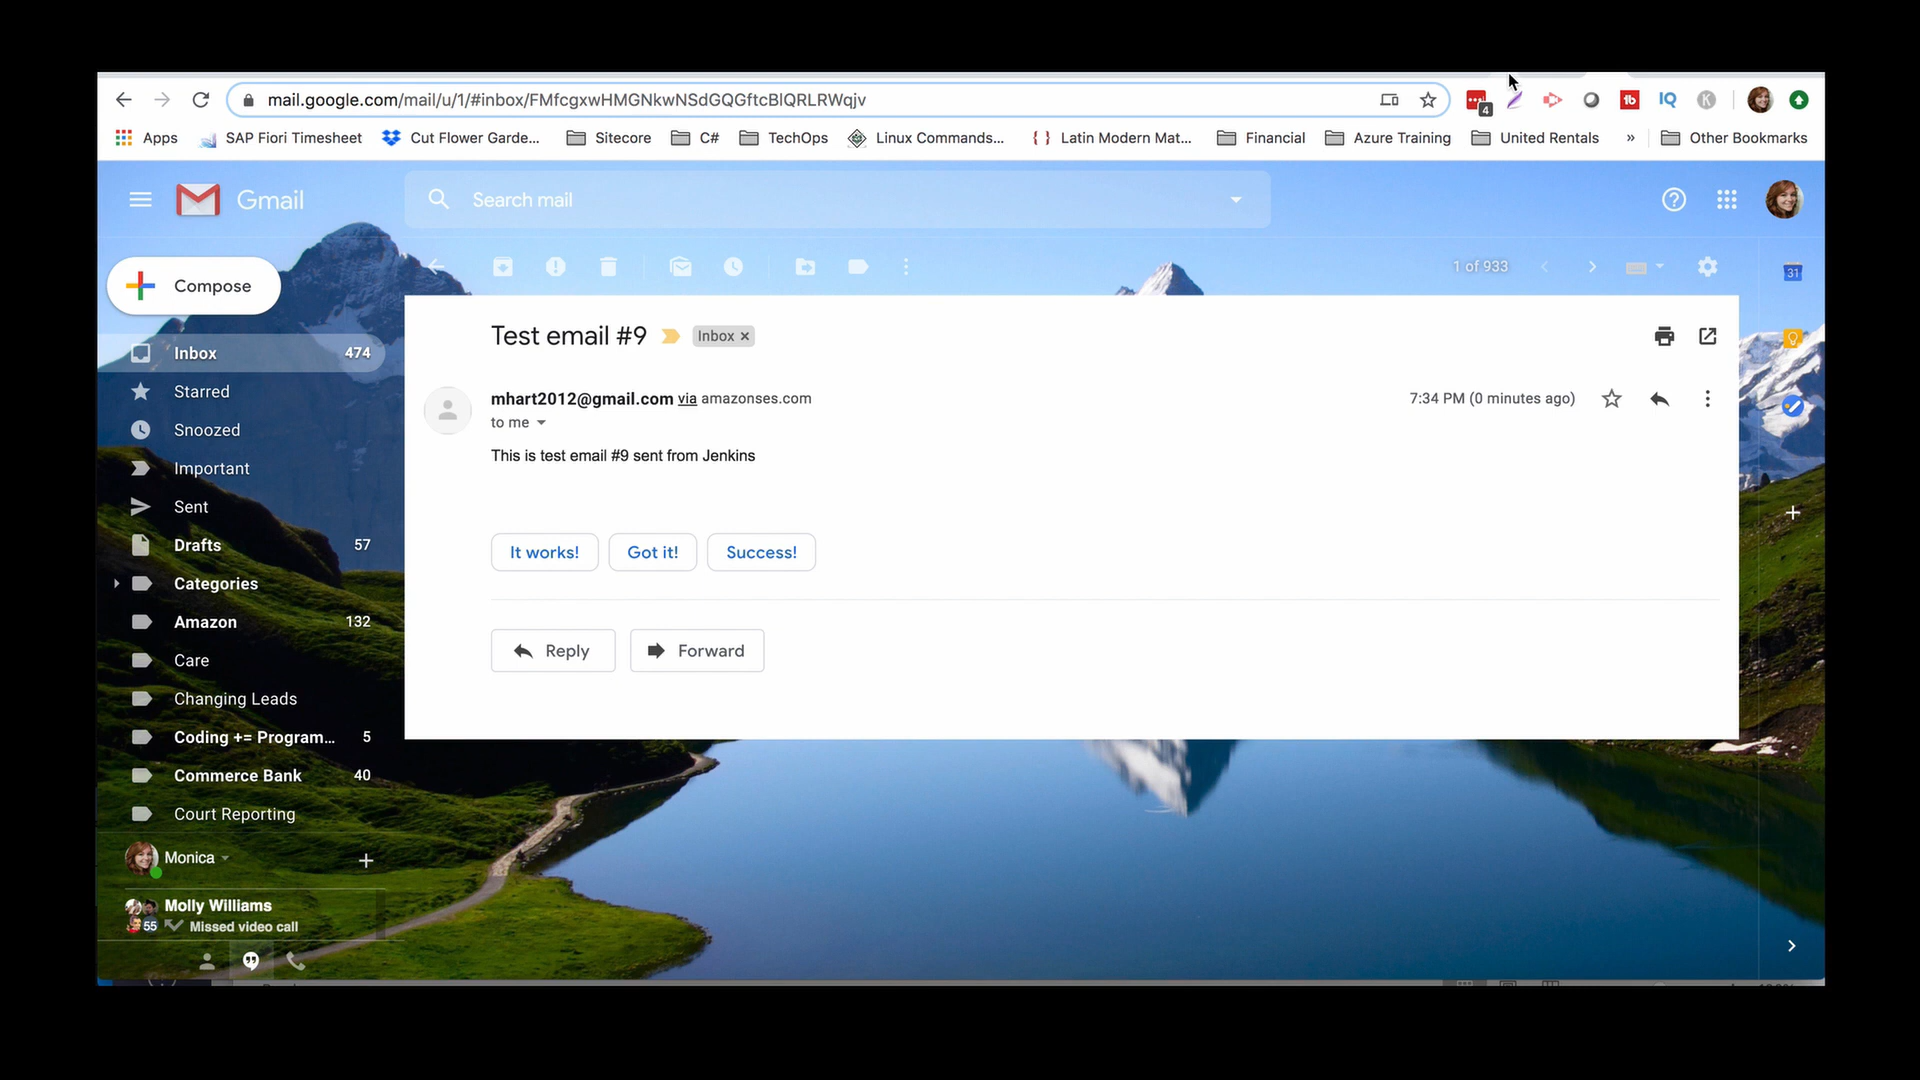 mail.google.com/mail/u/1/#inbox/FMfcgxwHMGNkwNSdGQGftcBlQRLRWqjv
4
tb
IQ
K
Apps
SAP Fiori Timesheet
Cut Flower Garde...
Sitecore
C#
TechOps
Linux Commands...
{ }
Latin Modern Mat...
Financial
Azure Training
United Rentals
»
Other Bookmarks
Gmail
Search mail
Compose
1 of 933
31
Inbox 474
Starred
Snoozed
Important
Sent
Drafts 57
Categories
Amazon 132
Care
Changing Leads
Coding += Program... 5
Commerce Bank 40
Court Reporting
Monica
Molly Williams
55 Missed video call
Test email #9 Inbox x
mhart2012@gmail.com via amazonses.com
7:34 PM (0 minutes ago)
to me
This is test email #9 sent from Jenkins
It works!
Got it!
Success!
Reply
Forward